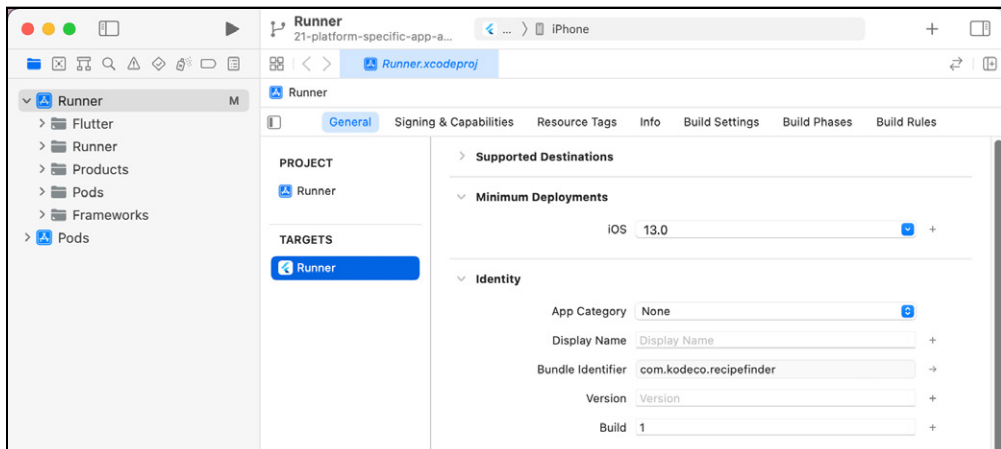 Runner
21-platform-specific-app-a...
... 〉 iPhone
Runner.xcodeproj
Runner M
Flutter
Runner
Products
Pods
Frameworks
Pods
Runner
General Signing & Capabilities Resource Tags Info Build Settings Build Phases Build Rules
PROJECT
Runner
TARGETS
Runner
Supported Destinations
Minimum Deployments
iOS 13.0
Identity
App Category None
Display Name Display Name
Bundle Identifier com.kodeco.recipefinder
Version Version
Build 1